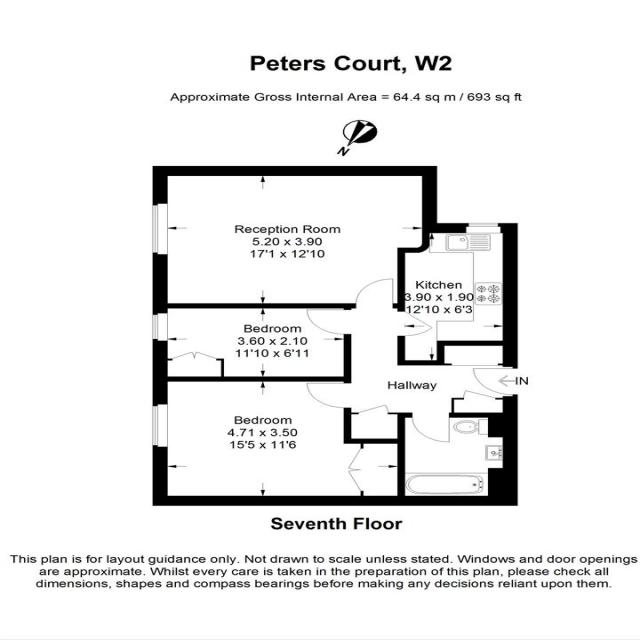 Peters Court, W2
Approximate Gross Internal Area = 64.4 sq m / 693 sq ft
N
Reception Room
5.20 x 3.90
17'1 x 12'10
Kitchen
3.90 x 1.90
12'10 x 6'3
Bedroom
3.60 x 2.10
11'10 x 6'11
IN
Hallway
Bedroom
4.71 x 3.50
15'5 x 11'6
Seventh Floor
This plan is for layout guidance only. Not drawn to scale unless stated. Windows and door openings
are approximate. Whilst every care is taken in the preparation of this plan, please check all
dimensions, shapes and compass bearings before making any decisions reliant upon them.